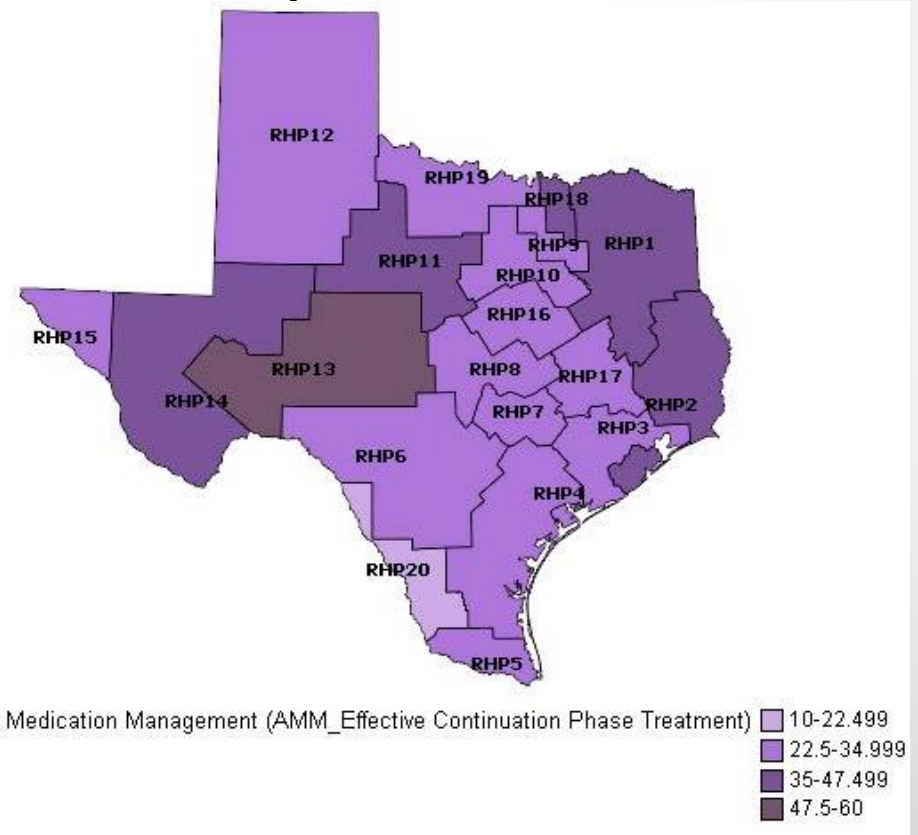 RHP12
RHP19
RHP18
RHP1
RHP9
RHP11
RHP10
RHP16
RHP15
RHP13
RHP8
RHP17
RHP14
RHP2
RHP7
RHP3
RHP6
RHP4
RHP20
RHP5
Medication Management (AMM_Effective Continuation Phase Treatment)
10-22.499
22.5-34.999
35-47.499
47.5-60